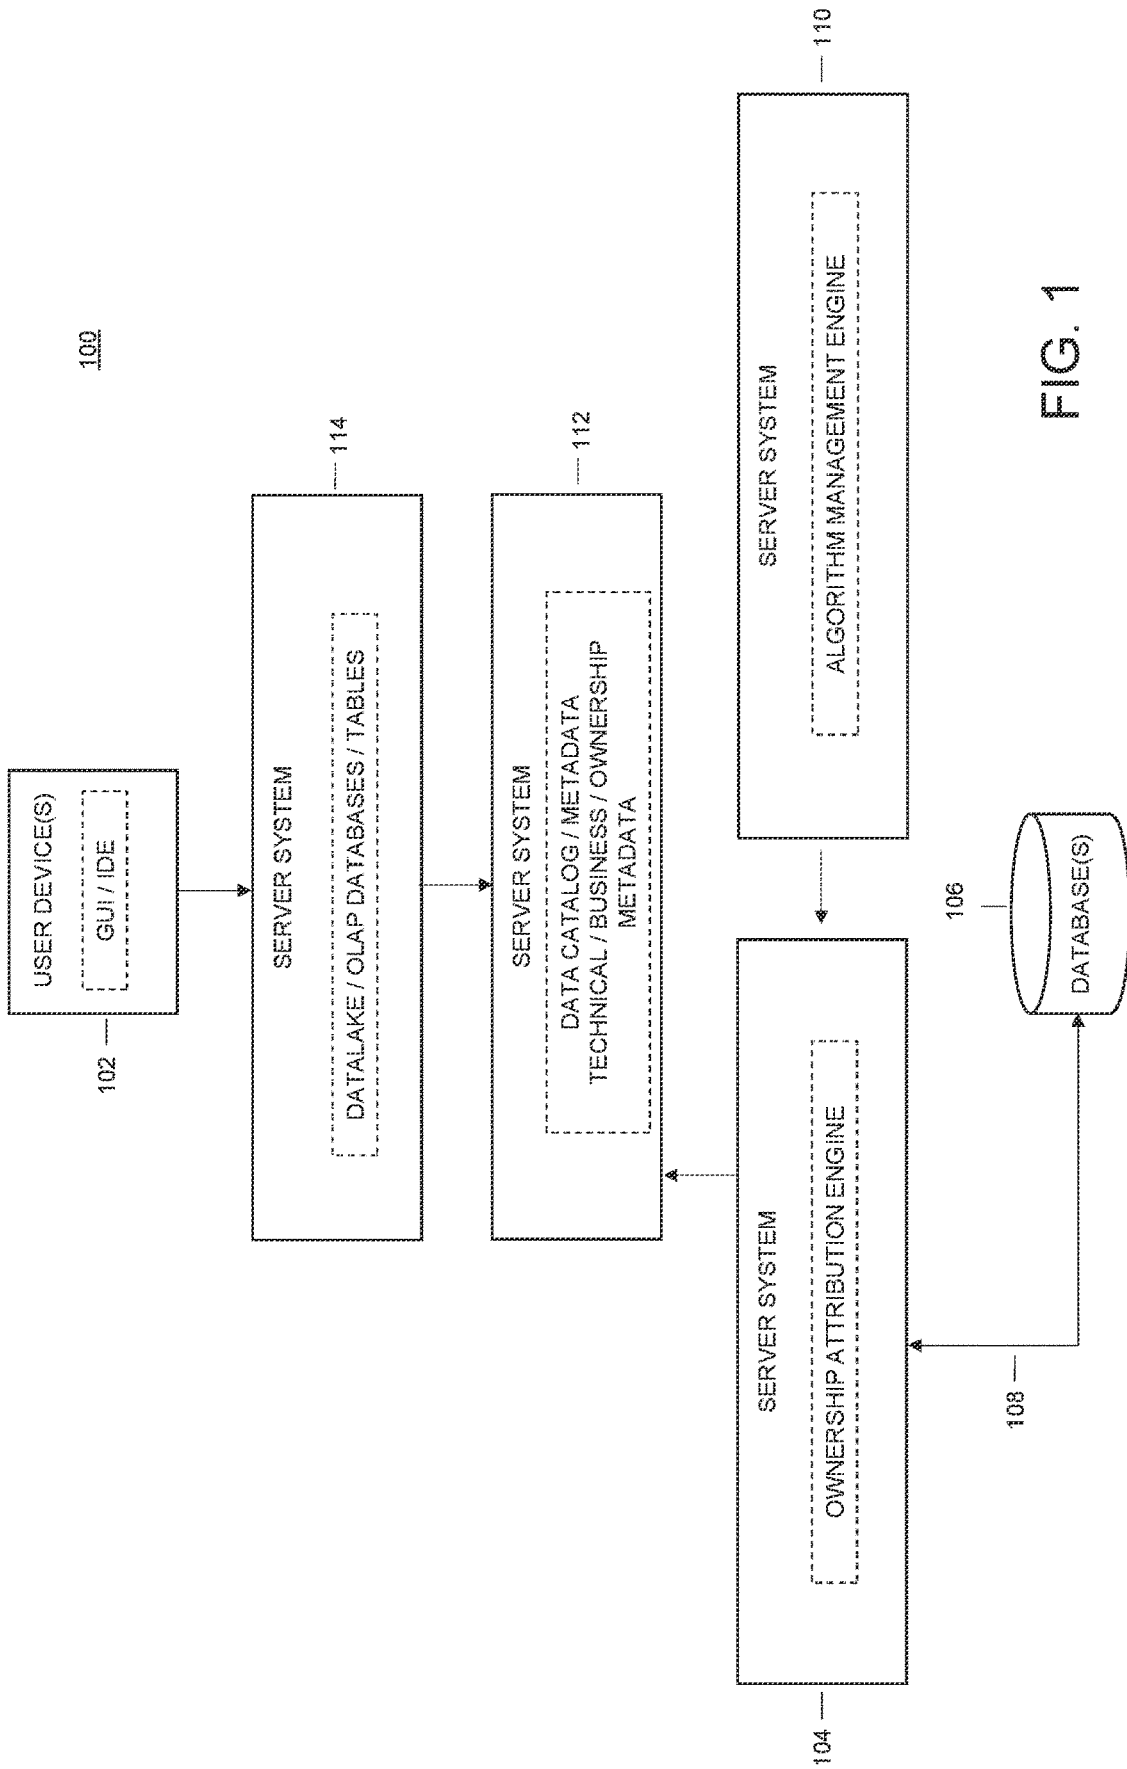 100
USER DEVICE(S)
GUI / IDE
102
SERVER SYSTEM
DATALAKE / OLAP DATABASES / TABLES
114
SERVER SYSTEM
DATA CATALOG / METADATA
TECHNICAL / BUSINESS / OWNERSHIP
METADATA
112
SERVER SYSTEM
OWNERSHIP ATTRIBUTION ENGINE
104
SERVER SYSTEM
ALGORITHM MANAGEMENT ENGINE
110
106
DATABASE(S)
108
FIG. 1